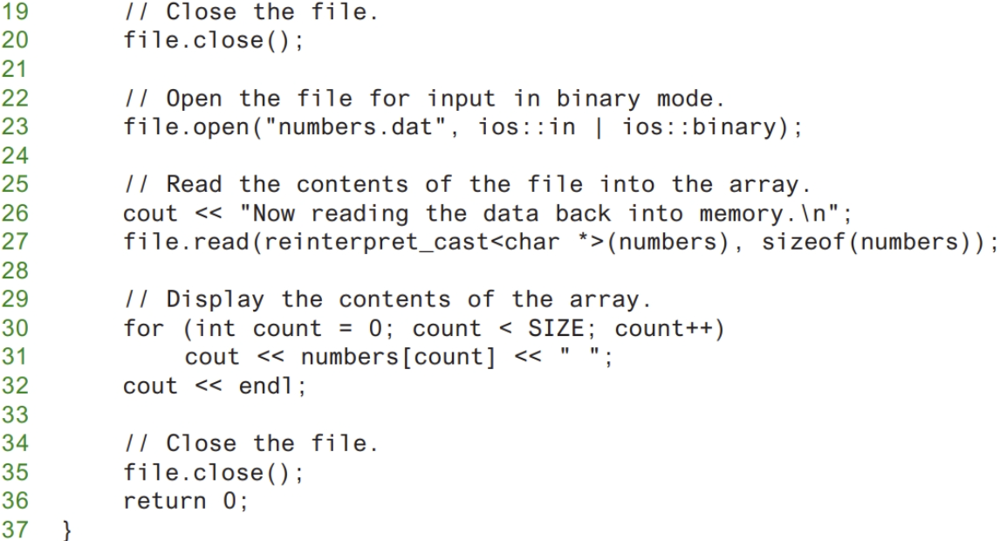 19 // Close the file.
20 file.close();
21
22 // Open the file for input in binary mode.
23 file.open("numbers.dat", ios::in | ios::binary);
24
25 // Read the contents of the file into the array.
26 cout << "Now reading the data back into memory.\n";
27 file.read(reinterpret_cast<char *>(numbers), sizeof(numbers));
28
29 // Display the contents of the array.
30 for (int count = 0; count < SIZE; count++)
31 cout << numbers[count] << " ";
32 cout << endl;
33
34 // Close the file.
35 file.close();
36 return 0;
37 }